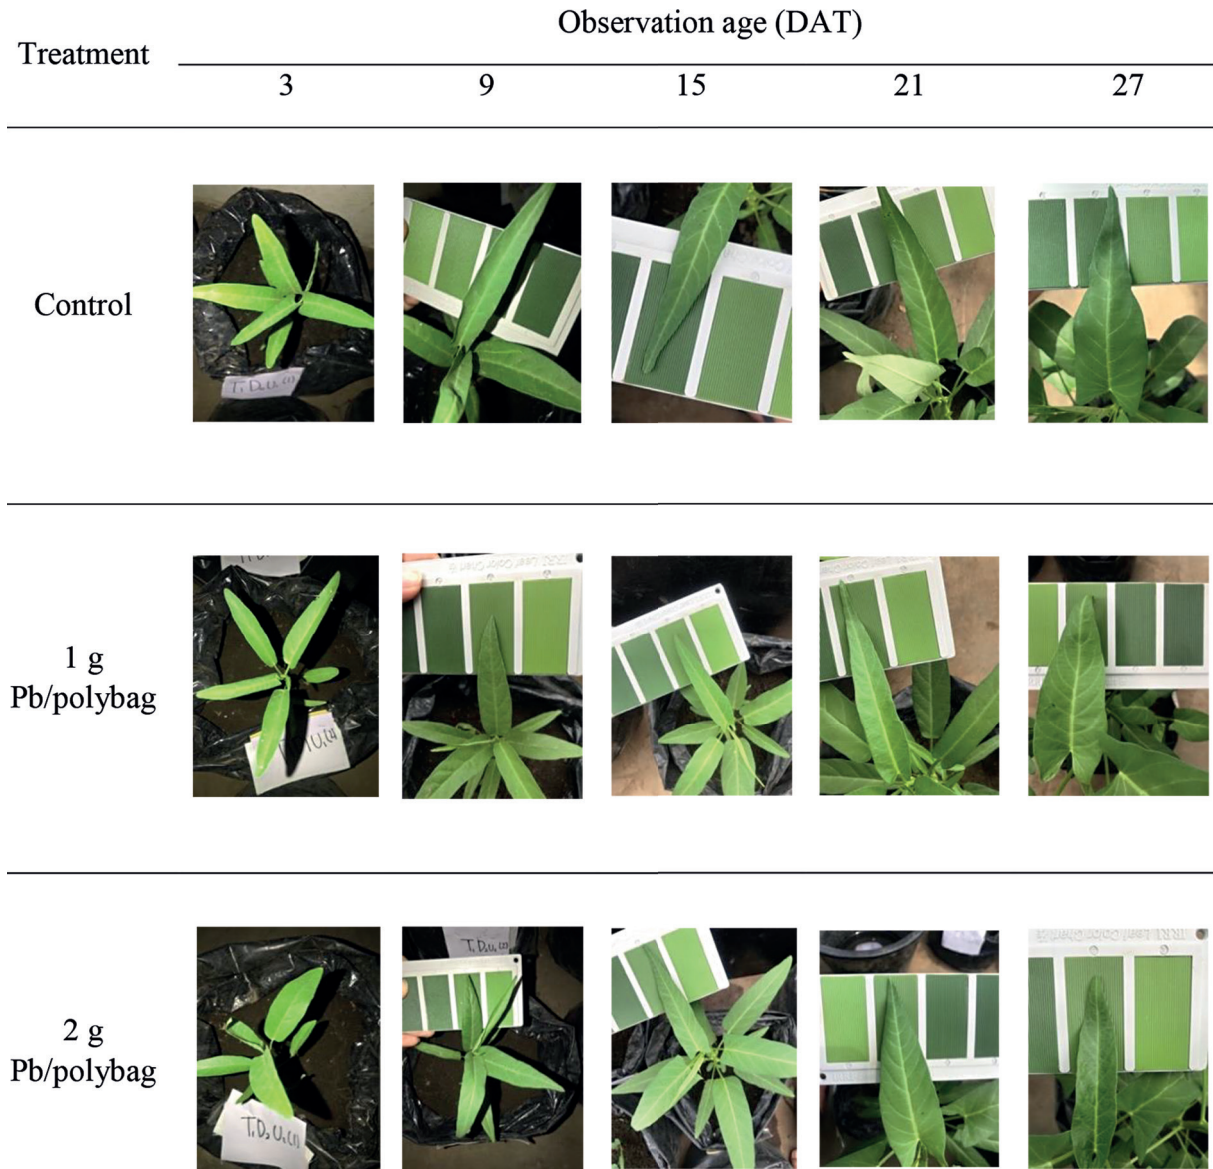 Observation age (DAT)
Treatment
3 9 15 21 27
Control
1 g
Pb/polybag
2 g
Pb/polybag